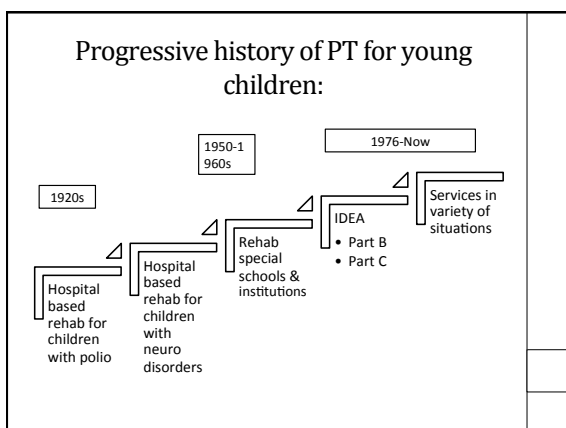 Progressive history of PT for young
children:
1920s
1950-1
960s
1976-Now
Hospital
based
rehab for
children
with polio
Hospital
based
rehab for
children
with
neuro
disorders
Rehab
special
schools &
institutions
IDEA
• Part B
• Part C
Services in
variety of
situations